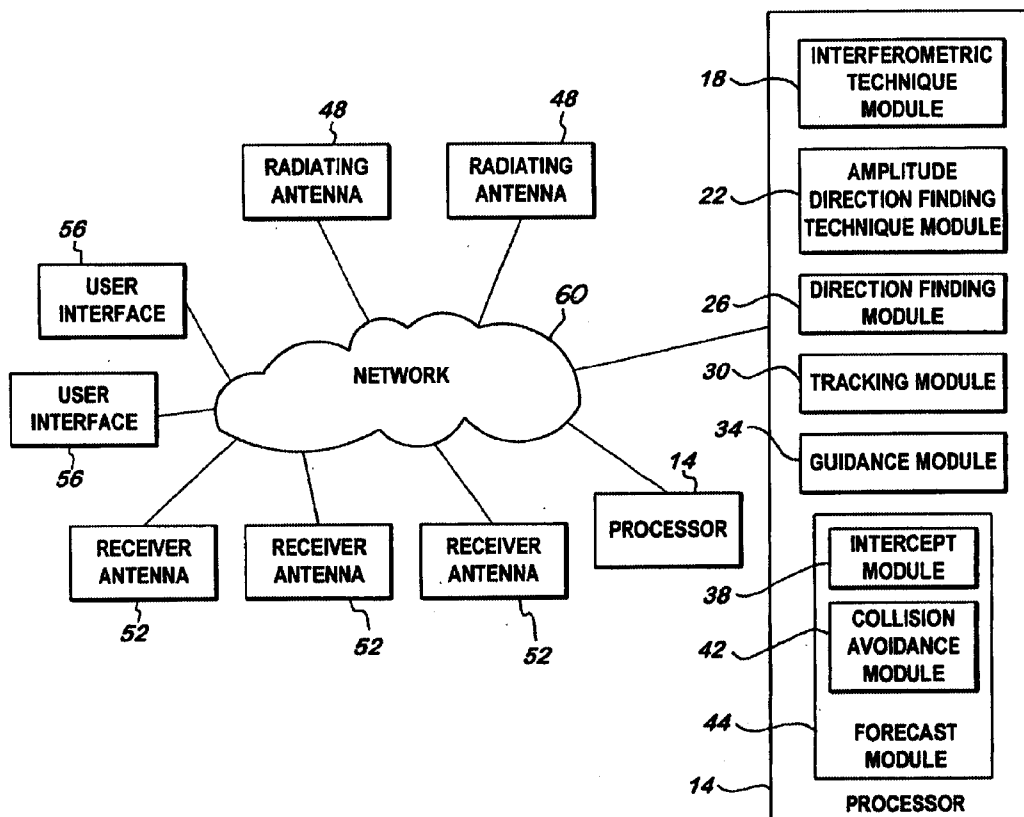 48
RADIATING
ANTENNA
48
RADIATING
ANTENNA
56
USER
INTERFACE
USER
INTERFACE
56
60
NETWORK
RECEIVER
ANTENNA
52
RECEIVER
ANTENNA
52
RECEIVER
ANTENNA
52
14
PROCESSOR
18
INTERFEROMETRIC
TECHNIQUE
MODULE
22
AMPLITUDE
DIRECTION FINDING
TECHNIQUE MODULE
26
DIRECTION FINDING
MODULE
30
TRACKING MODULE
34
GUIDANCE MODULE
38
INTERCEPT
MODULE
42
COLLISION
AVOIDANCE
MODULE
44
FORECAST
MODULE
14
PROCESSOR